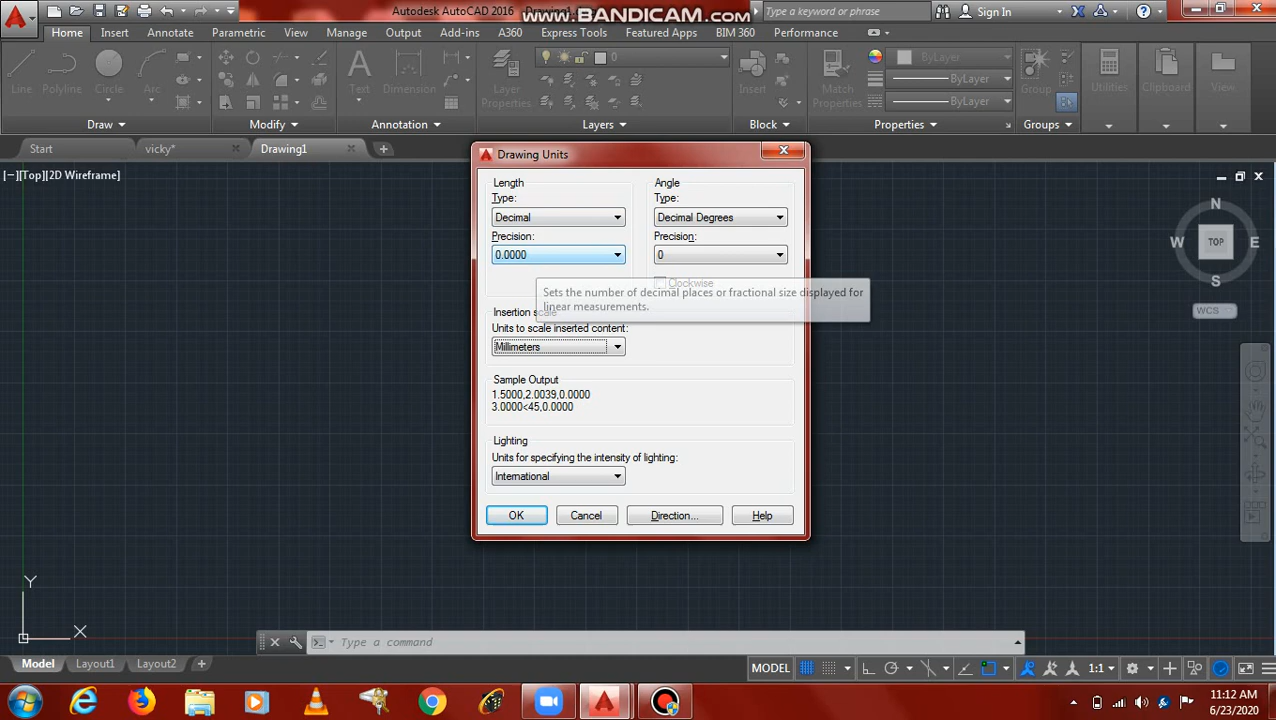 Autodesk AutoCAD 2016
WWW.BANDICAM.COM
Type a keyword or phrase
Sign In
Home Insert Annotate Parametric View Manage Output Add-ins A360 Express Tools Featured Apps BIM 360 Performance
Line Polyline Circle Arc Text Dimension Layer Properties 0 Insert Match Properties ByLayer Group Utilities Clipboard View
ByLayer
ByLayer
Draw Modify Annotation Layers Block Properties Groups
Start vicky* Drawing1
[−][Top][2D Wireframe]
N
W TOP E
S
WCS
Drawing Units
Length Angle
Type: Type:
Decimal Decimal Degrees
Precision: Precision:
0.0000 0
Clockwise
Sets the number of decimal places or fractional size displayed for
linear measurements.
Insertion scale
Units to scale inserted content:
Millimeters
Sample Output
1.5000,2.0039,0.0000
3.0000<45,0.0000
Lighting
Units for specifying the intensity of lighting:
International
OK Cancel Direction... Help
Y
X
Type a command
Model Layout1 Layout2
MODEL 1:1
11:12 AM
6/23/2020